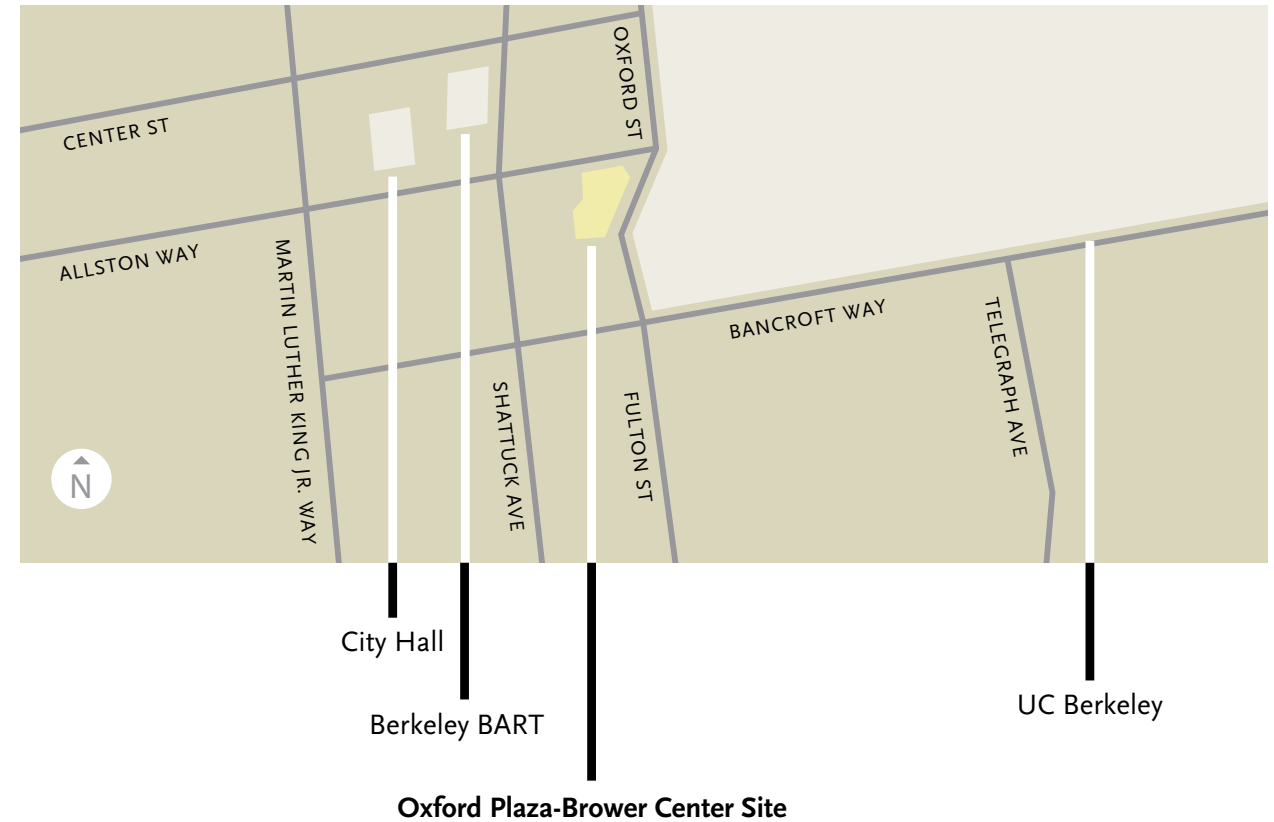 OXFORD ST
CENTER ST
ALLSTON WAY
MARTIN LUTHER KING JR. WAY
BANCROFT WAY
TELEGRAPH AVE
SHATTUCK AVE
FULTON ST
N
City Hall
Berkeley BART
UC Berkeley
Oxford Plaza-Brower Center Site